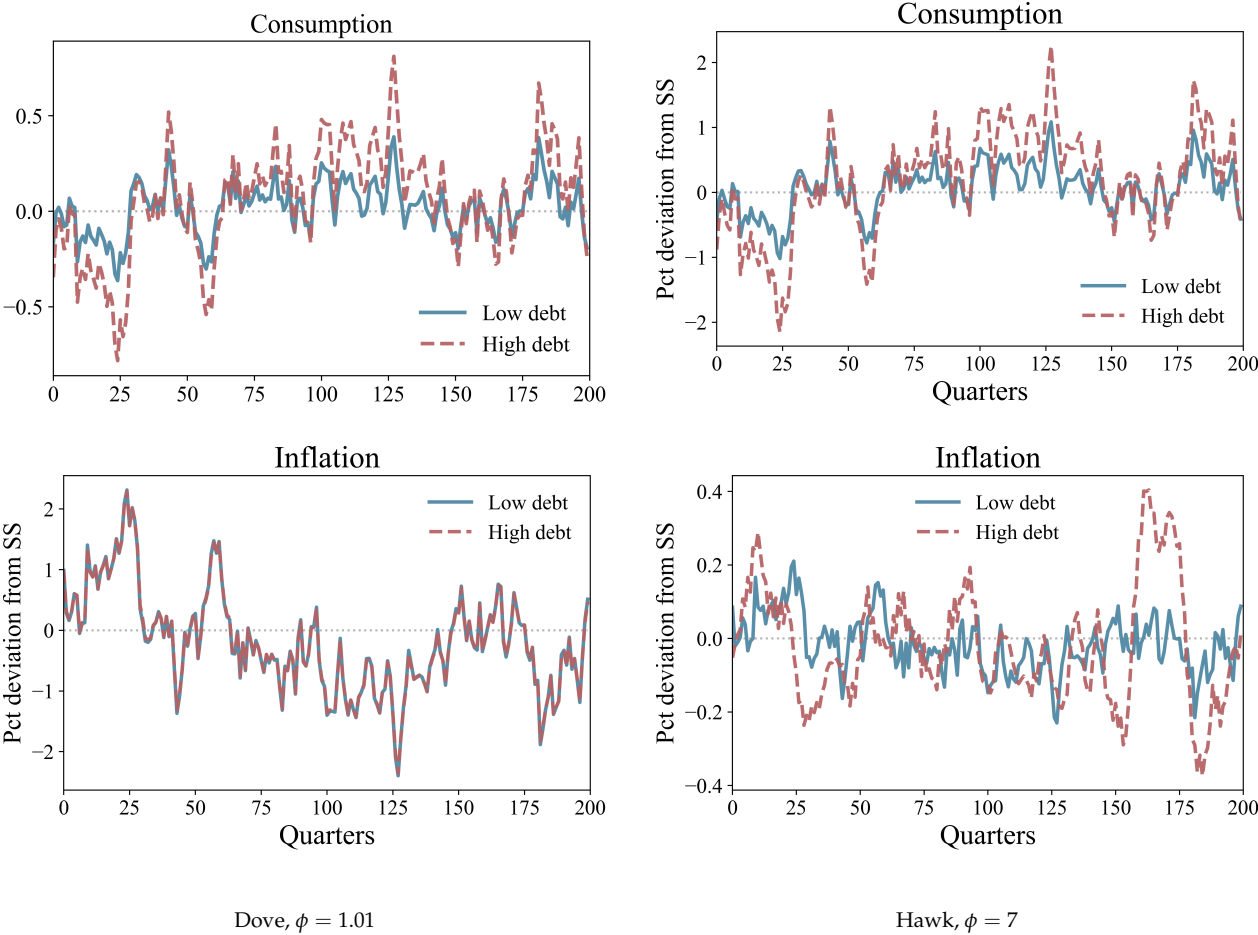 Consumption
0.5
0.0
−0.5
Low debt
High debt
0 25 50 75 100 125 150 175 200
Consumption
Pct deviation from SS
2
1
0
−1
−2
Low debt
High debt
0 25 50 75 100 125 150 175 200
Quarters
Inflation
Pct deviation from SS
2
1
0
−1
−2
Low debt
High debt
0 25 50 75 100 125 150 175 200
Quarters
Inflation
Pct deviation from SS
0.4
0.2
0.0
−0.2
−0.4
Low debt
High debt
0 25 50 75 100 125 150 175 200
Quarters
Dove, ϕ = 1.01
Hawk, ϕ = 7